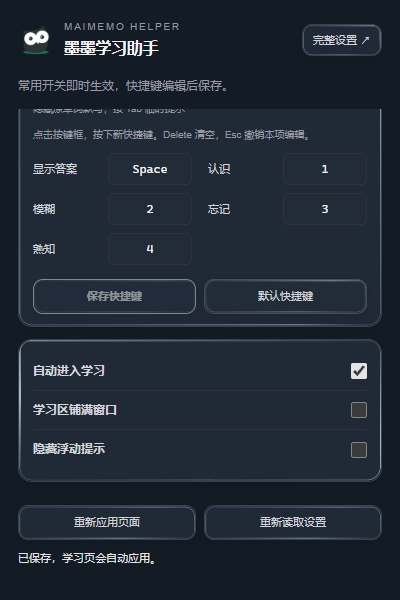 MAIMEMO HELPER
墨墨学习助手
完整设置 ↗
常用开关即时生效，快捷键编辑后保存。
点击按键框，按下新快捷键。Delete 清空，Esc 撤销本项编辑。
显示答案 Space 认识 1
模糊 2 忘记 3
熟知 4
保存快捷键 默认快捷键
自动进入学习
学习区铺满窗口
隐藏浮动提示
重新应用页面 重新读取设置
已保存，学习页会自动应用。